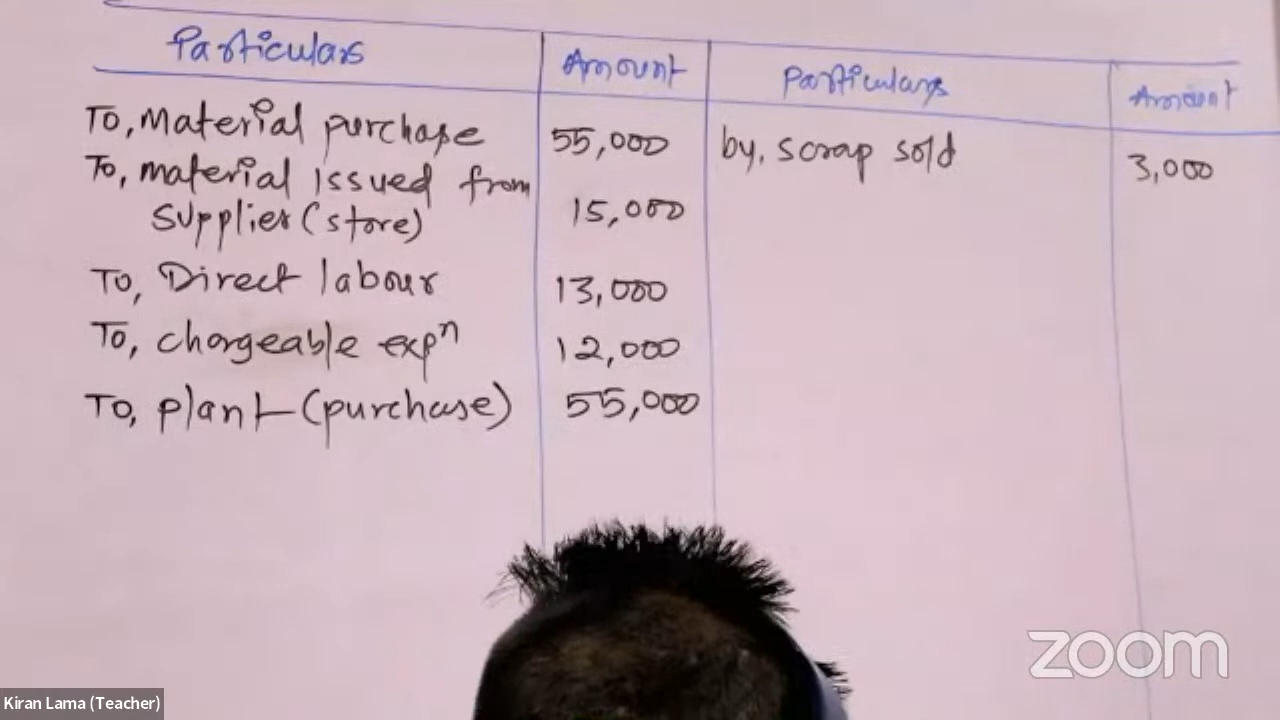 Particulars Amount Particulars Amount
To, Material purchase 55,000 by, scrap sold 3,000
To, material issued from
supplier (store) 15,000
To, Direct labour 13,000
To, chargeable expⁿ 12,000
To, plant (purchase) 55,000
zoom
Kiran Lama (Teacher)